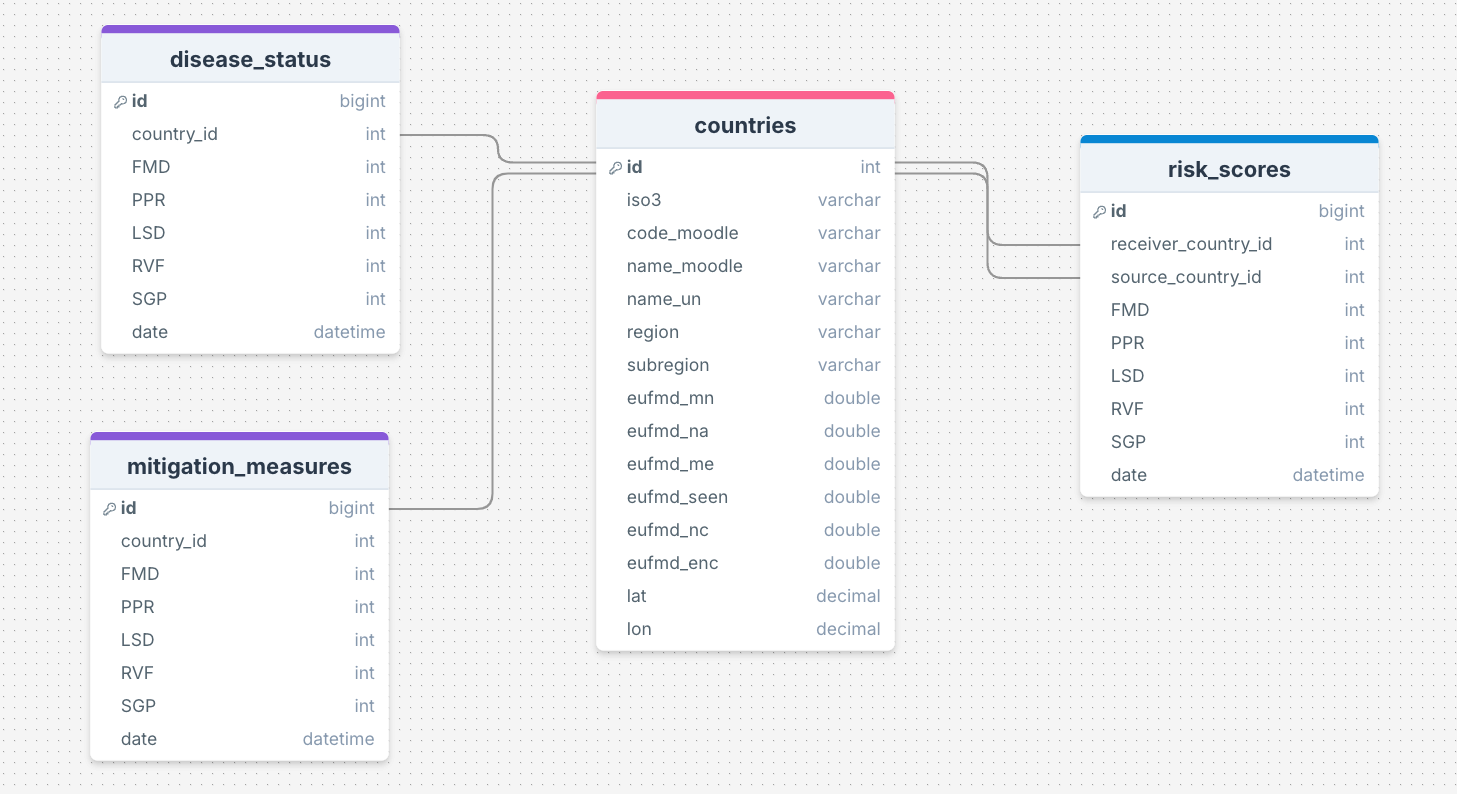 disease_status
id bigint
country_id int
FMD int
PPR int
LSD int
RVF int
SGP int
date datetime
mitigation_measures
id bigint
country_id int
FMD int
PPR int
LSD int
RVF int
SGP int
date datetime
countries
id int
iso3 varchar
code_moodle varchar
name_moodle varchar
name_un varchar
region varchar
subregion varchar
eufmd_mn double
eufmd_na double
eufmd_me double
eufmd_seen double
eufmd_nc double
eufmd_enc double
lat decimal
lon decimal
risk_scores
id bigint
receiver_country_id int
source_country_id int
FMD int
PPR int
LSD int
RVF int
SGP int
date datetime